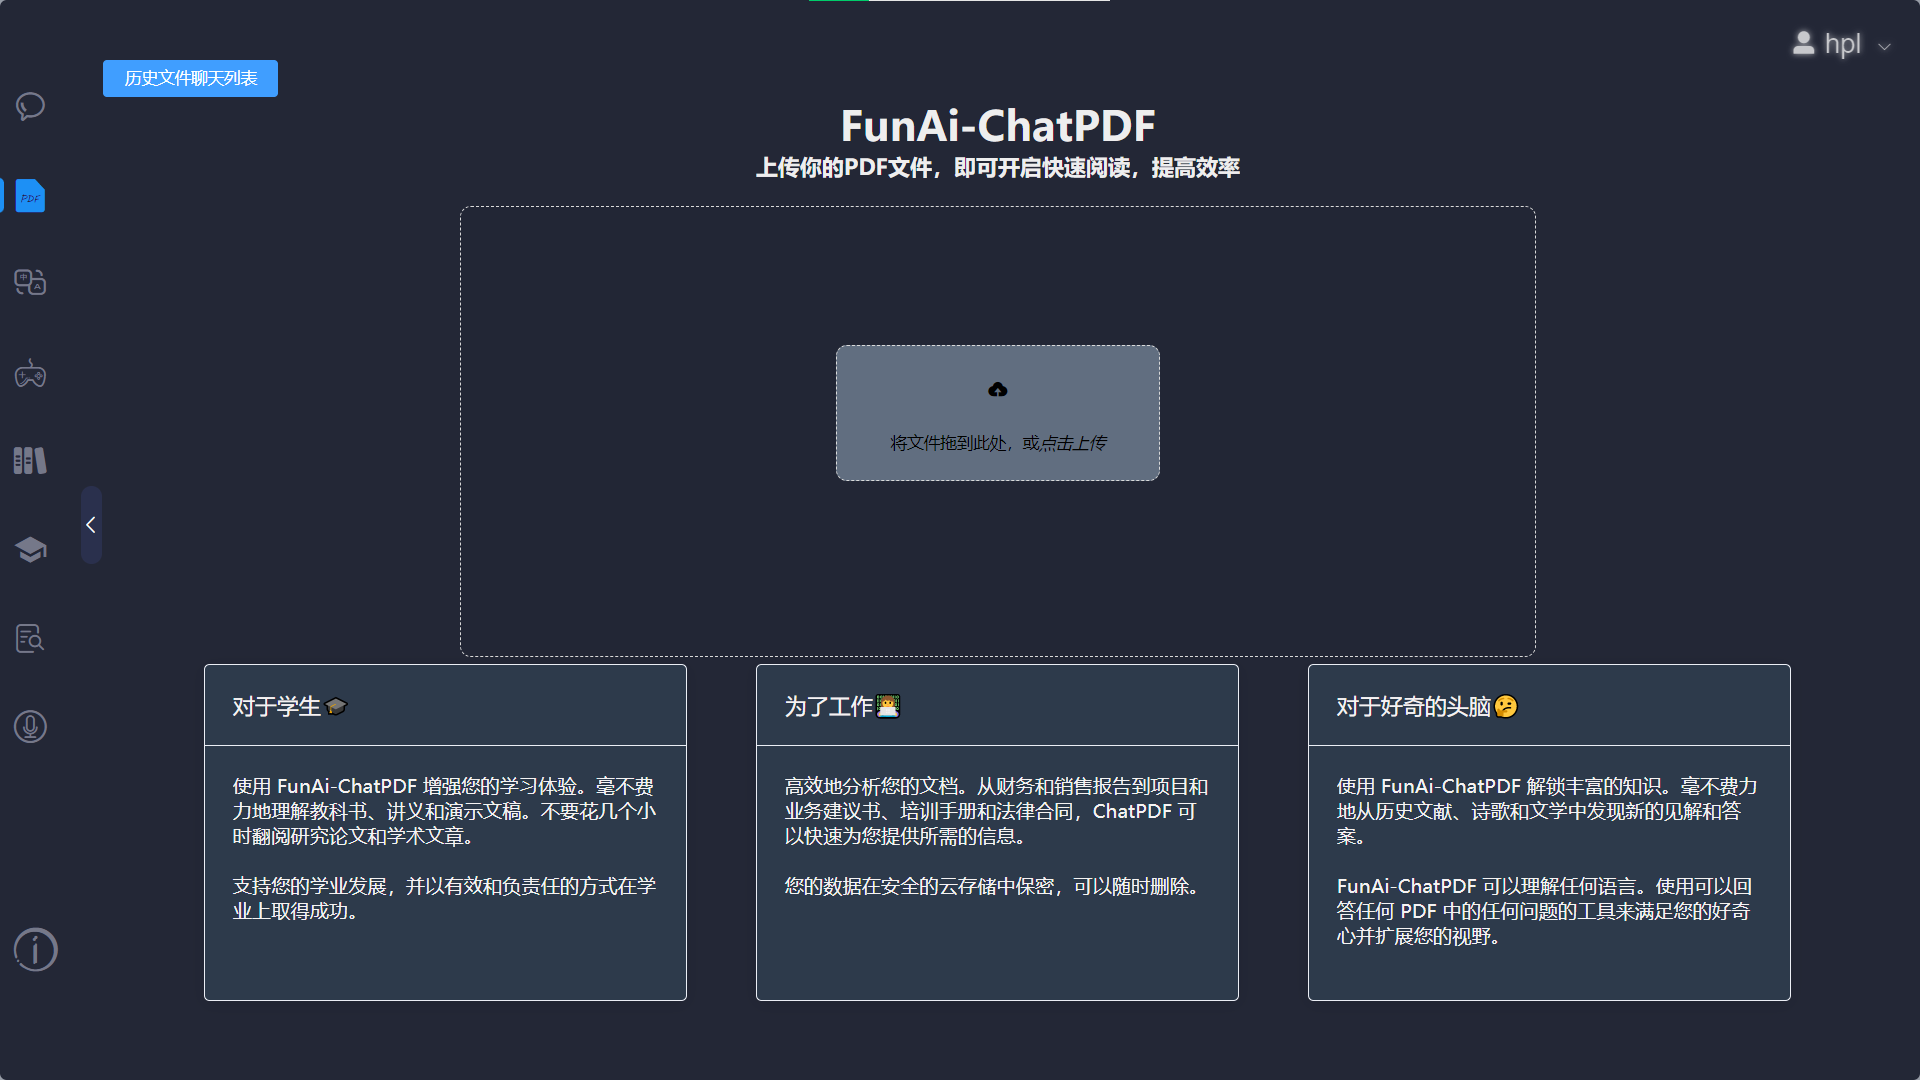 hpl
历史文件聊天列表
FunAi-ChatPDF
上传你的PDF文件，即可开启快速阅读，提高效率
PDF
中
A
将文件拖到此处，或点击上传
对于学生🎓
使用 FunAi-ChatPDF 增强您的学习体验。毫不费
力地理解教科书、讲义和演示文稿。不要花几个小
时翻阅研究论文和学术文章。
支持您的学业发展，并以有效和负责任的方式在学
业上取得成功。
为了工作👨‍💻
高效地分析您的文档。从财务和销售报告到项目和
业务建议书、培训手册和法律合同，ChatPDF 可
以快速为您提供所需的信息。
您的数据在安全的云存储中保密，可以随时删除。
对于好奇的头脑🤔
使用 FunAi-ChatPDF 解锁丰富的知识。毫不费力
地从历史文献、诗歌和文学中发现新的见解和答
案。
FunAi-ChatPDF 可以理解任何语言。使用可以回
答任何 PDF 中的任何问题的工具来满足您的好奇
心并扩展您的视野。